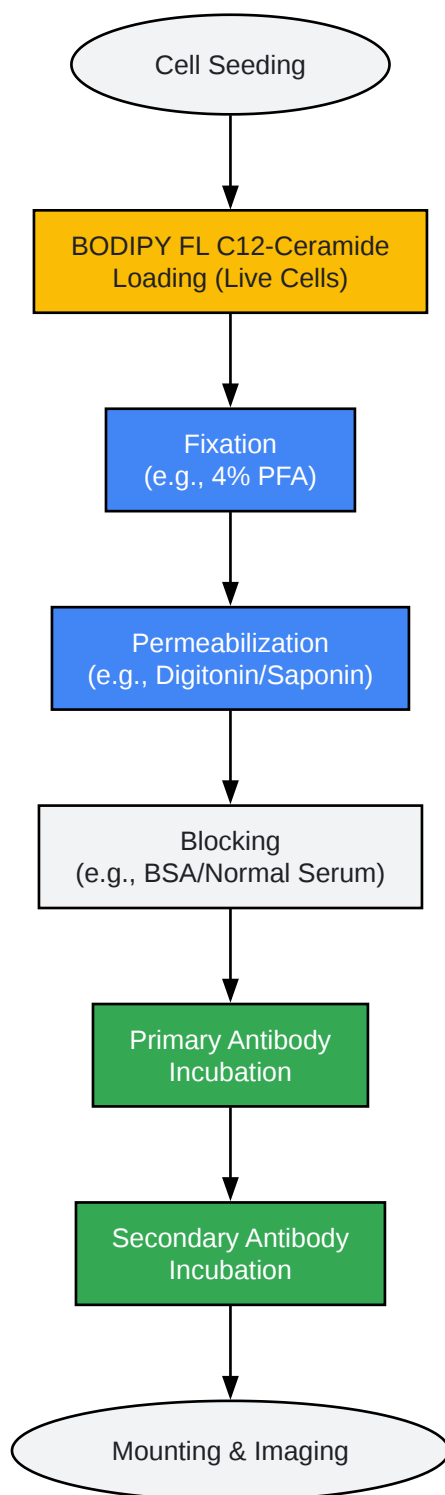 Cell Seeding
BODIPY FL C12-Ceramide
Loading (Live Cells)
Fixation
(e.g., 4% PFA)
Permeabilization
(e.g., Digitonin/Saponin)
Blocking
(e.g., BSA/Normal Serum)
Primary Antibody
Incubation
Secondary Antibody
Incubation
Mounting & Imaging